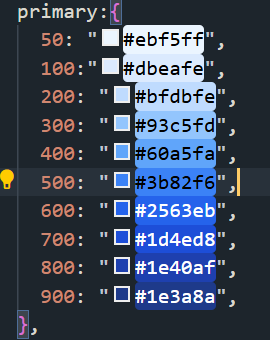 primary:{
50: "#ebf5ff",
100:"#dbeafe",
200: "#bfdbfe",
300: "#93c5fd",
400: "#60a5fa",
500: "#3b82f6",
600: "#2563eb",
700: "#1d4ed8",
800: "#1e40af",
900: "#1e3a8a",
},